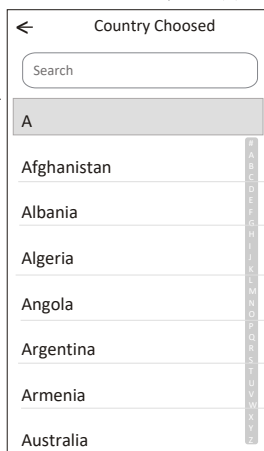 Country Choosed
Search
A
Afghanistan
Albania
Algeria
Angola
Argentina
Armenia
Australia
#
A
B
C
D
E
F
G
H
I
J
K
L
M
N
O
P
Q
R
S
T
U
V
W
X
Y
Z